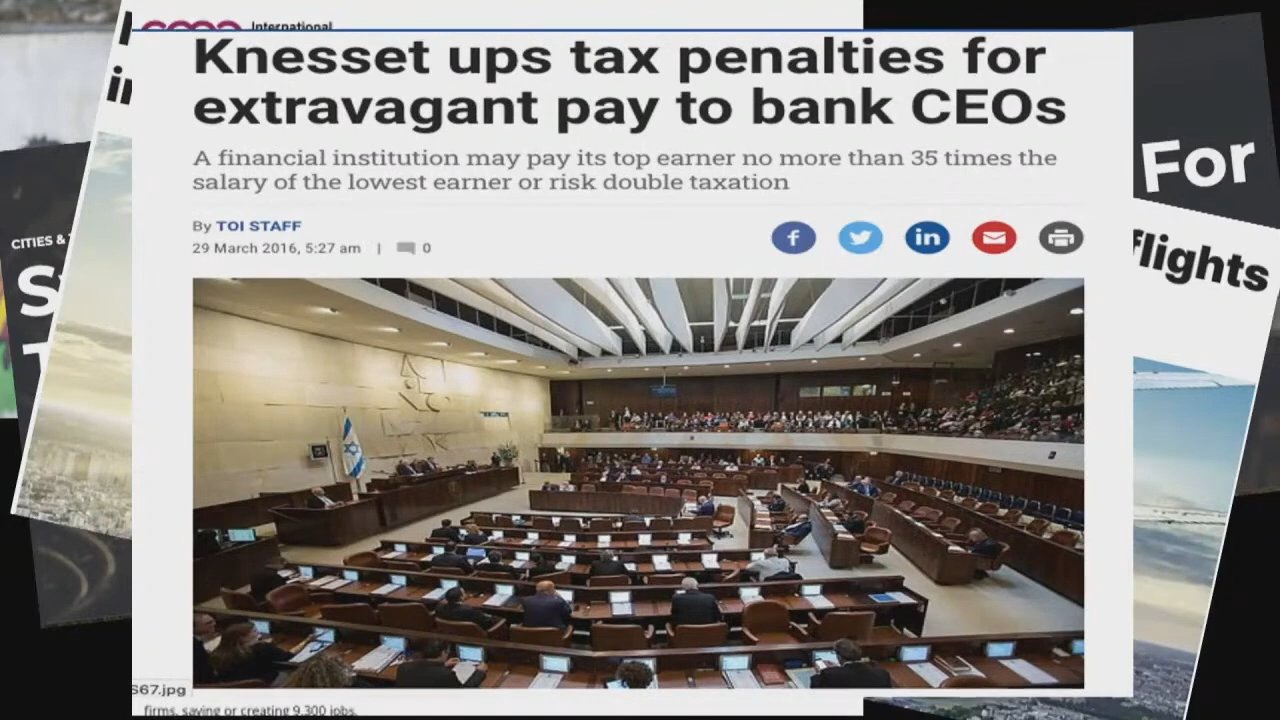 International
Knesset ups tax penalties for
extravagant pay to bank CEOs
A financial institution may pay its top earner no more than 35 times the
salary of the lowest earner or risk double taxation
By TOI STAFF
29 March 2016, 5:27 am | 0
For
flights
CITIES &
S67.jpg
firms, saving or creating 9,300 jobs.